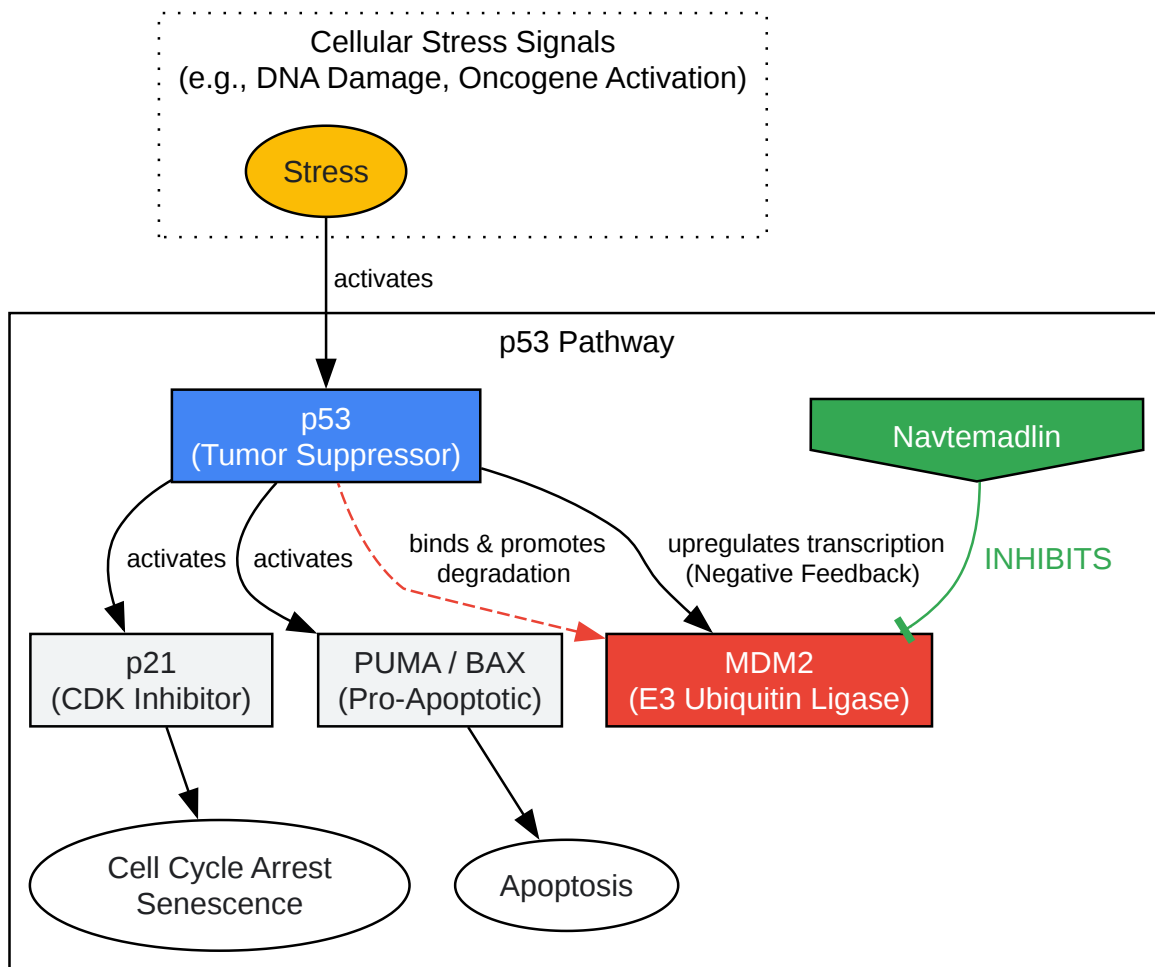 Cellular Stress Signals
(e.g., DNA Damage, Oncogene Activation)
Stress
activates
p53 Pathway
p53
(Tumor Suppressor)
Navtemadlin
activates
activates
binds & promotes
degradation
upregulates transcription
(Negative Feedback)
INHIBITS
p21
(CDK Inhibitor)
PUMA / BAX
(Pro-Apoptotic)
MDM2
(E3 Ubiquitin Ligase)
Cell Cycle Arrest
Senescence
Apoptosis